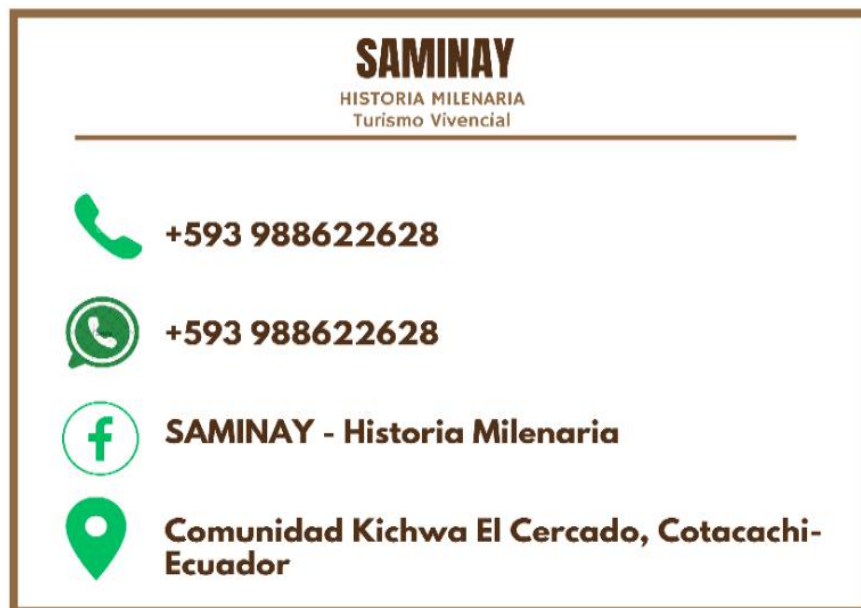 SAMINAY
HISTORIA MILENARIA
Turismo Vivencial
+593 988622628
+593 988622628
SAMINAY - Historia Milenaria
Comunidad Kichwa El Cercado, Cotacachi-
Ecuador